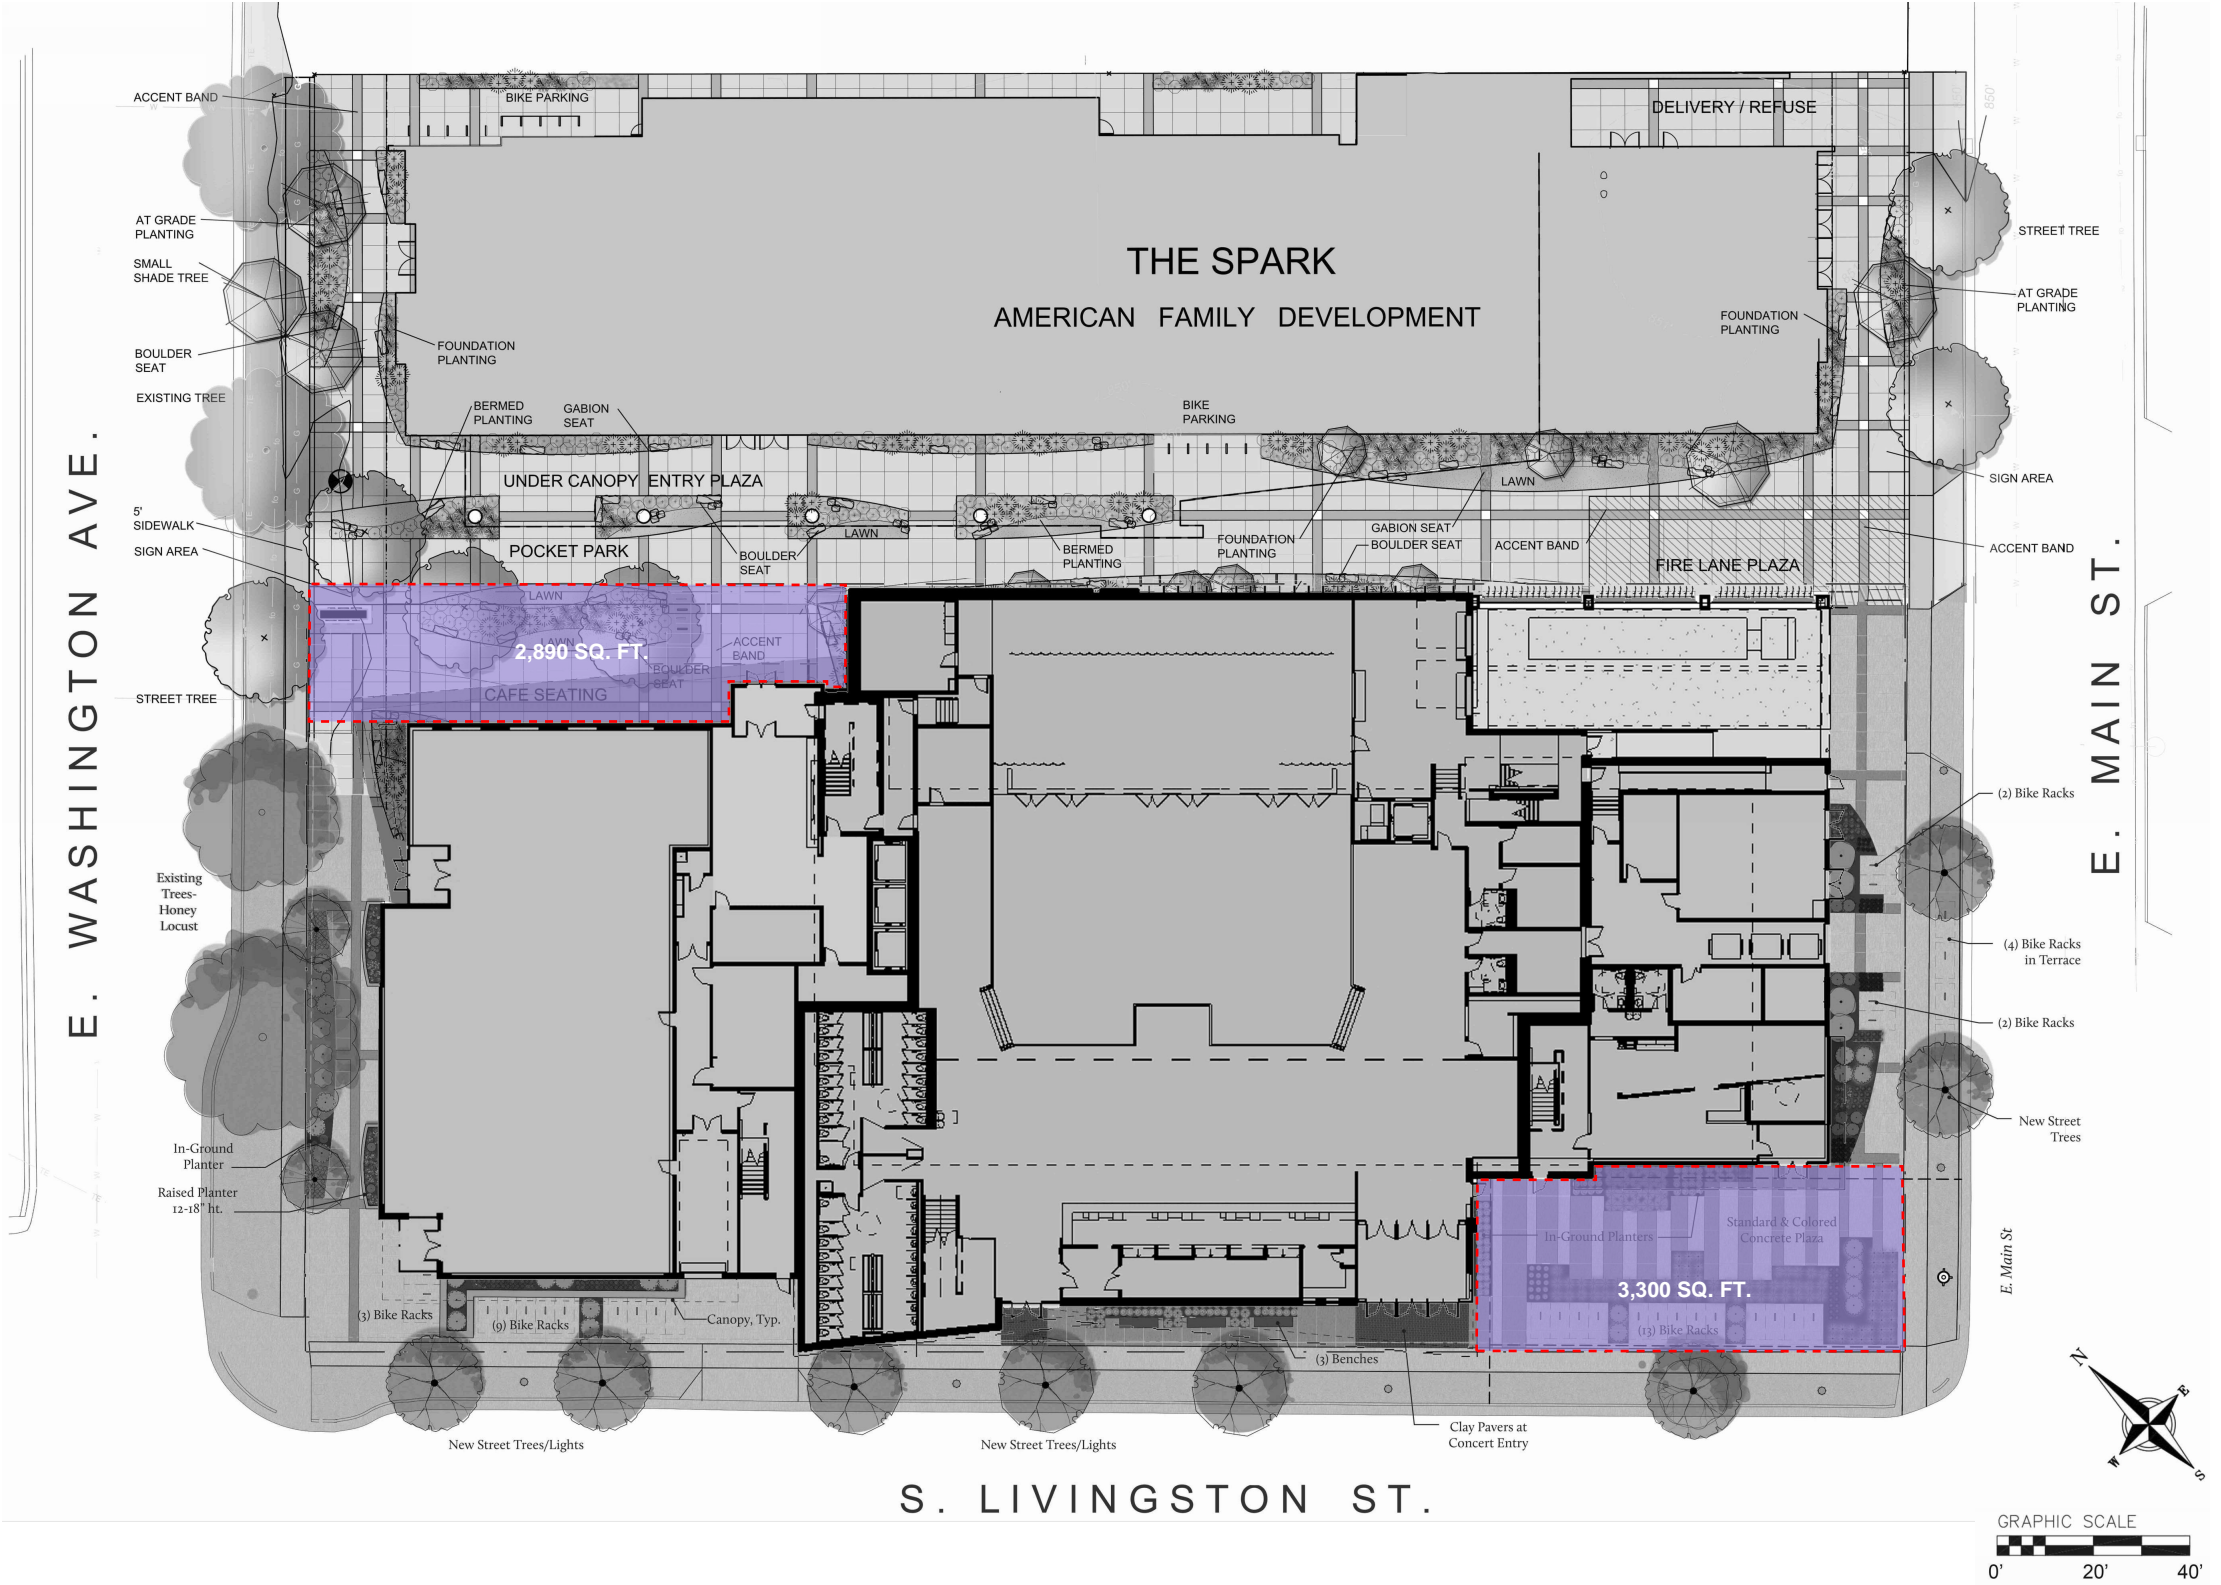 ACCENT BAND
BIKE PARKING
DELIVERY / REFUSE
850'
AT GRADE
PLANTING
SMALL
SHADE TREE
THE SPARK
AMERICAN FAMILY DEVELOPMENT
STREET TREE
AT GRADE
PLANTING
FOUNDATION
PLANTING
FOUNDATION
PLANTING
BOULDER
SEAT
EXISTING TREE
BERMED
PLANTING
GABION
SEAT
BIKE
PARKING
UNDER CANOPY ENTRY PLAZA
LAWN
SIGN AREA
5'
SIDEWALK
SIGN AREA
POCKET PARK
BOULDER
SEAT
LAWN
BERMED
PLANTING
FOUNDATION
PLANTING
GABION SEAT
BOULDER SEAT
ACCENT BAND
FIRE LANE PLAZA
ACCENT BAND
LAWN
LAWN
2,890 SQ. FT.
ACCENT
BAND
BOULDER
SEAT
CAFE SEATING
STREET TREE
E. WASHINGTON AVE.
E. MAIN ST.
(2) Bike Racks
Existing
Trees-
Honey
Locust
(4) Bike Racks
in Terrace
(2) Bike Racks
New Street
Trees
In-Ground
Planter
Raised Planter
12-18" ht.
Standard & Colored
Concrete Plaza
In-Ground Planters
3,300 SQ. FT.
(13) Bike Racks
E. Main St
(3) Bike Racks
(9) Bike Racks
Canopy, Typ.
(3) Benches
Clay Pavers at
Concert Entry
New Street Trees/Lights
New Street Trees/Lights
S. LIVINGSTON ST.
N
E
W
S
GRAPHIC SCALE
0' 20' 40'